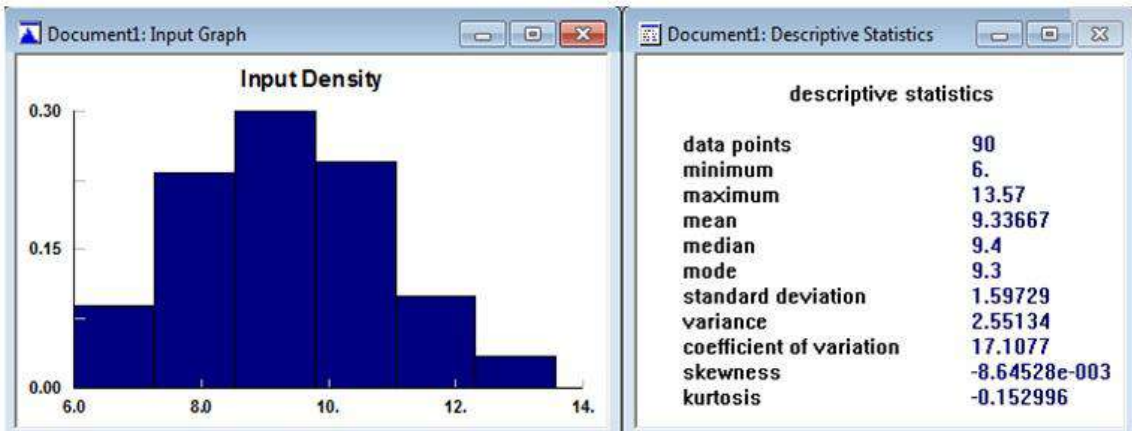 Document1: Input Graph
Input Density
0.30
0.15
0.00
6.0 8.0 10. 12. 14.
Document1: Descriptive Statistics
descriptive statistics
data points 90
minimum 6.
maximum 13.57
mean 9.33667
median 9.4
mode 9.3
standard deviation 1.59729
variance 2.55134
coefficient of variation 17.1077
skewness -8.64528e-003
kurtosis -0.152996